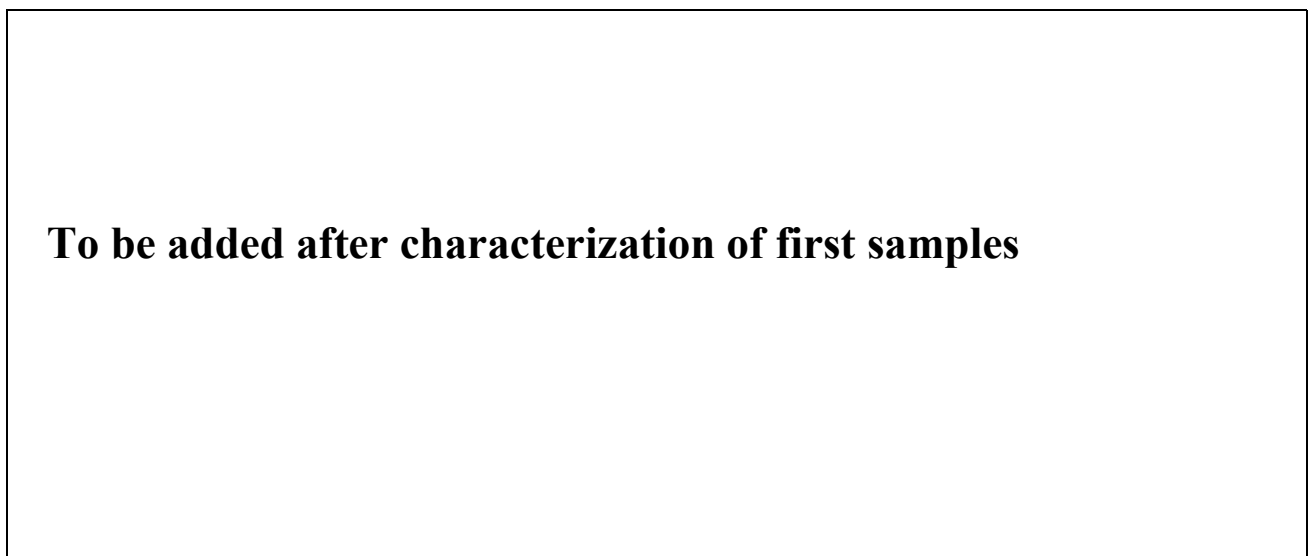 To be added after characterization of first samples